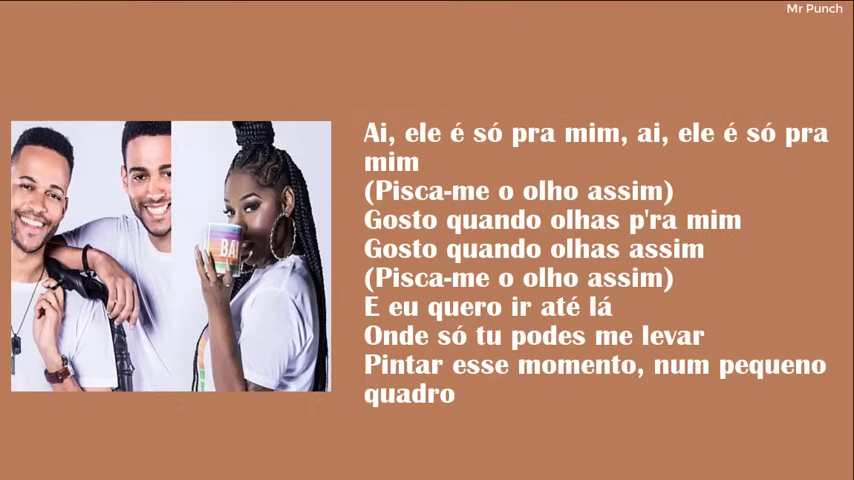 Mr Punch
Ai, ele é só pra mim, ai, ele é só pra
mim
(Pisca-me o olho assim)
Gosto quando olhas p'ra mim
Gosto quando olhas assim
(Pisca-me o olho assim)
E eu quero ir até lá
Onde só tu podes me levar
Pintar esse momento, num pequeno
quadro
BA